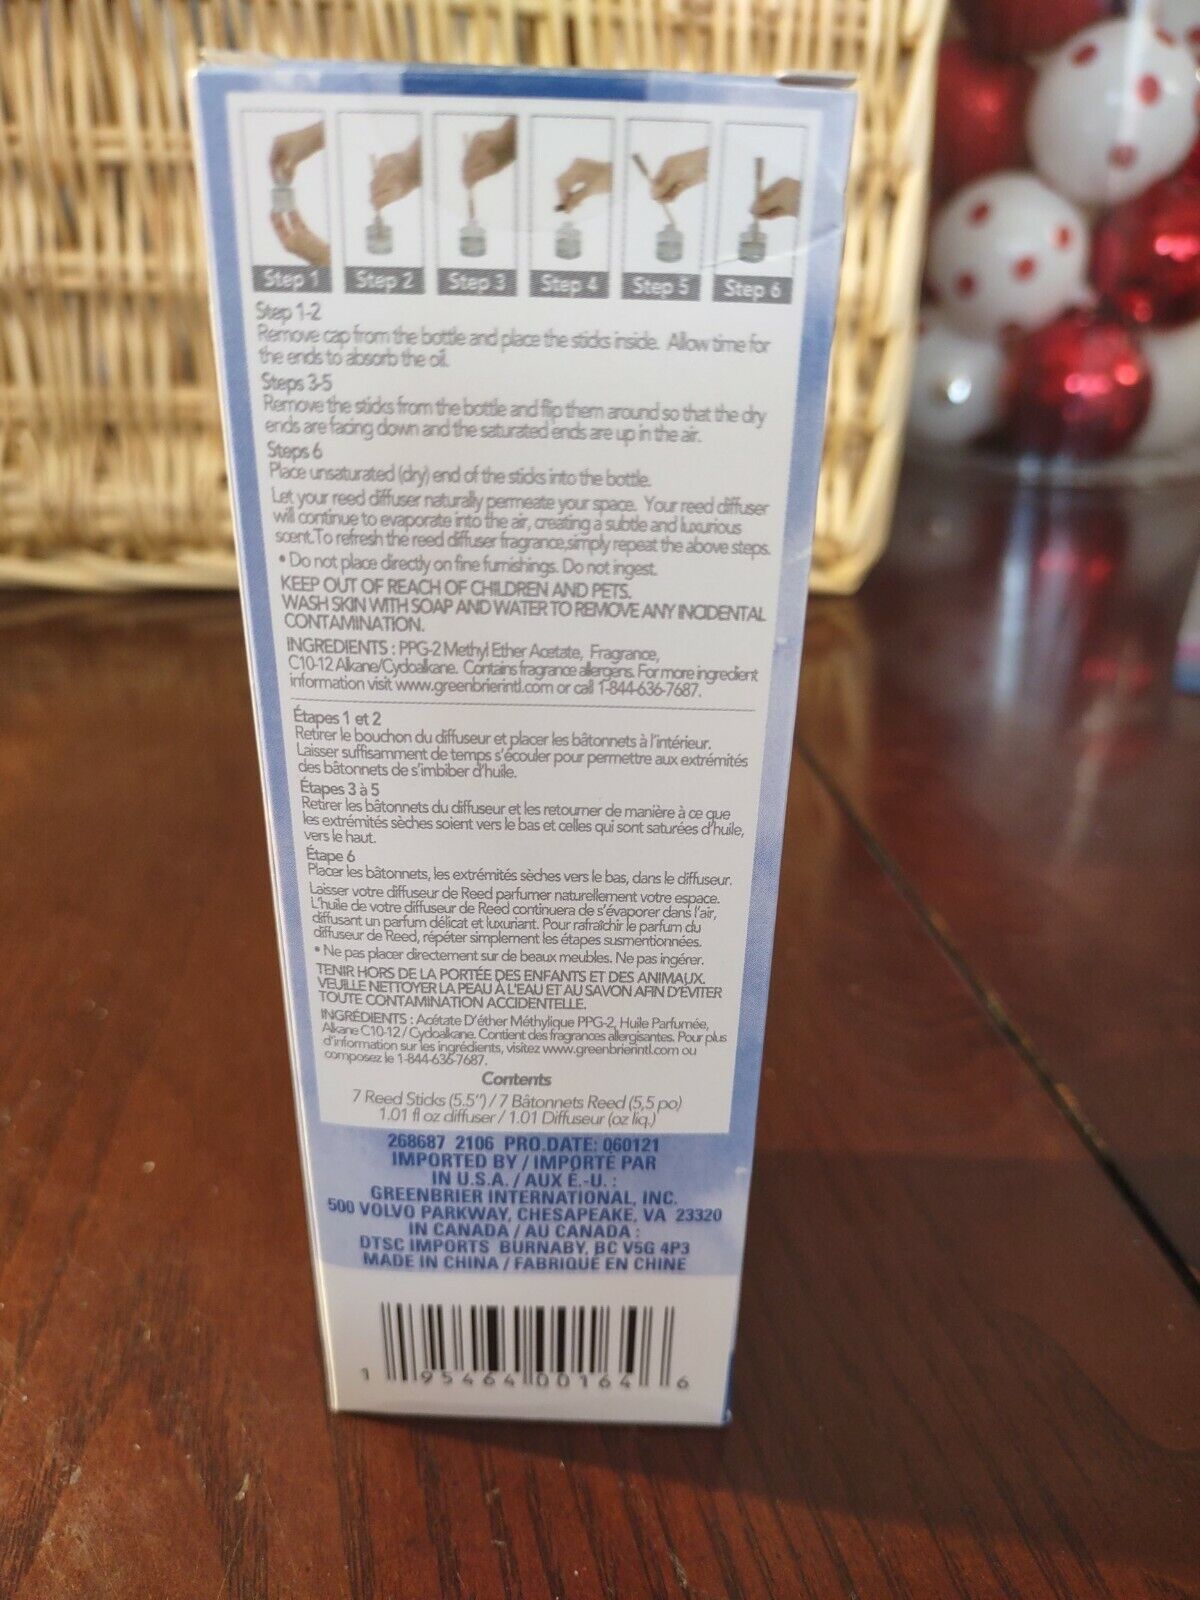 Step 1 Step 2 Step 3 Step 4 Step 5 Step 6
Step 1-2
Remove cap from the bottle and place the sticks inside. Allow time for
the ends to absorb the oil.
Steps 3-5
Remove the sticks from the bottle and flip them around so that the dry
ends are facing down and the saturated ends are up in the air.
Steps 6
Place unsaturated (dry) end of the sticks into the bottle.
Let your reed diffuser naturally permeate your space. Your reed diffuser
will continue to evaporate into the air, creating a subtle and luxurious
scent.To refresh the reed diffuser fragrance,simply repeat the above steps.
• Do not place directly on fine furnishings. Do not ingest.
KEEP OUT OF REACH OF CHILDREN AND PETS.
WASH SKIN WITH SOAP AND WATER TO REMOVE ANY INCIDENTAL
CONTAMINATION.
INGREDIENTS : PPG-2 Methyl Ether Acetate, Fragrance,
C10-12 Alkane/Cycloalkane. Contains fragrance allergens. For more ingredient
information visit www.greenbrierintl.com or call 1-844-636-7687.
Étapes 1 et 2
Retirer le bouchon du diffuseur et placer les bâtonnets à l'intérieur.
Laisser suffisamment de temps s'écouler pour permettre aux extrémités
des bâtonnets de s'imbiber d'huile.
Étapes 3 à 5
Retirer les bâtonnets du diffuseur et les retourner de manière à ce que
les extrémités sèches soient vers le bas et celles qui sont saturées d'huile,
vers le haut.
Étape 6
Placer les bâtonnets, les extrémités sèches vers le bas, dans le diffuseur.
Laisser votre diffuseur de Reed parfumer naturellement votre espace.
L'huile de votre diffuseur de Reed continuera de s'évaporer dans l'air,
diffusant un parfum délicat et luxuriant. Pour rafraîchir le parfum du
diffuseur de Reed, répéter simplement les étapes susmentionnées.
• Ne pas placer directement sur de beaux meubles. Ne pas ingérer.
TENIR HORS DE LA PORTÉE DES ENFANTS ET DES ANIMAUX.
VEUILLE NETTOYER LA PEAU À L'EAU ET AU SAVON AFIN D'ÉVITER
TOUTE CONTAMINATION ACCIDENTELLE.
INGRÉDIENTS : Acétate D'éther Méthylique PPG-2, Huile Parfumée,
Alkane C10-12 / Cycloalkane. Contient des fragrances allergisantes. Pour plus
d'information sur les ingrédients, visitez www.greenbrierintl.com ou
composez le 1-844-636-7687.
Contents
7 Reed Sticks (5.5") / 7 Bâtonnets Reed (5,5 po)
1.01 fl oz diffuser / 1.01 Diffuseur (oz liq.)
268687 2106 PRO.DATE: 060121
IMPORTED BY / IMPORTÉ PAR
IN U.S.A. / AUX É.-U. :
GREENBRIER INTERNATIONAL, INC.
500 VOLVO PARKWAY, CHESAPEAKE, VA 23320
IN CANADA / AU CANADA :
DTSC IMPORTS BURNABY, BC V5G 4P3
MADE IN CHINA / FABRIQUÉ EN CHINE
1 95464 00164 6